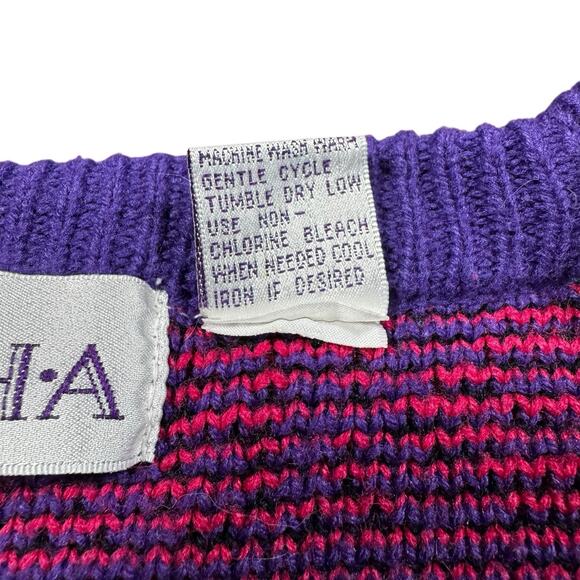 MACHINE WASH WARM
GENTLE CYCLE
TUMBLE DRY LOW
USE NON-
CHLORINE BLEACH
WHEN NEEDED COOL
IRON IF DESIRED
H·A